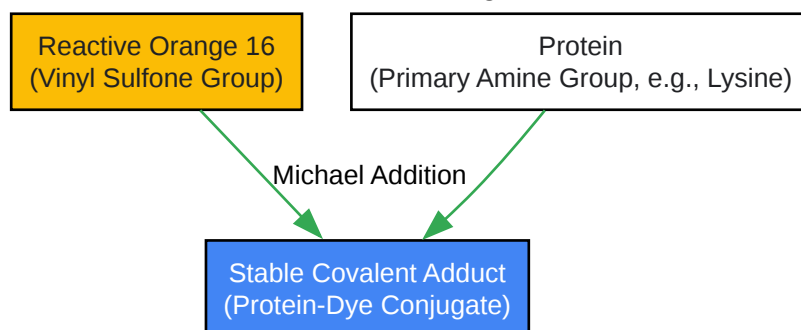 Reactive Orange 16
(Vinyl Sulfone Group)
Protein
(Primary Amine Group, e.g., Lysine)
Michael Addition
Stable Covalent Adduct
(Protein-Dye Conjugate)